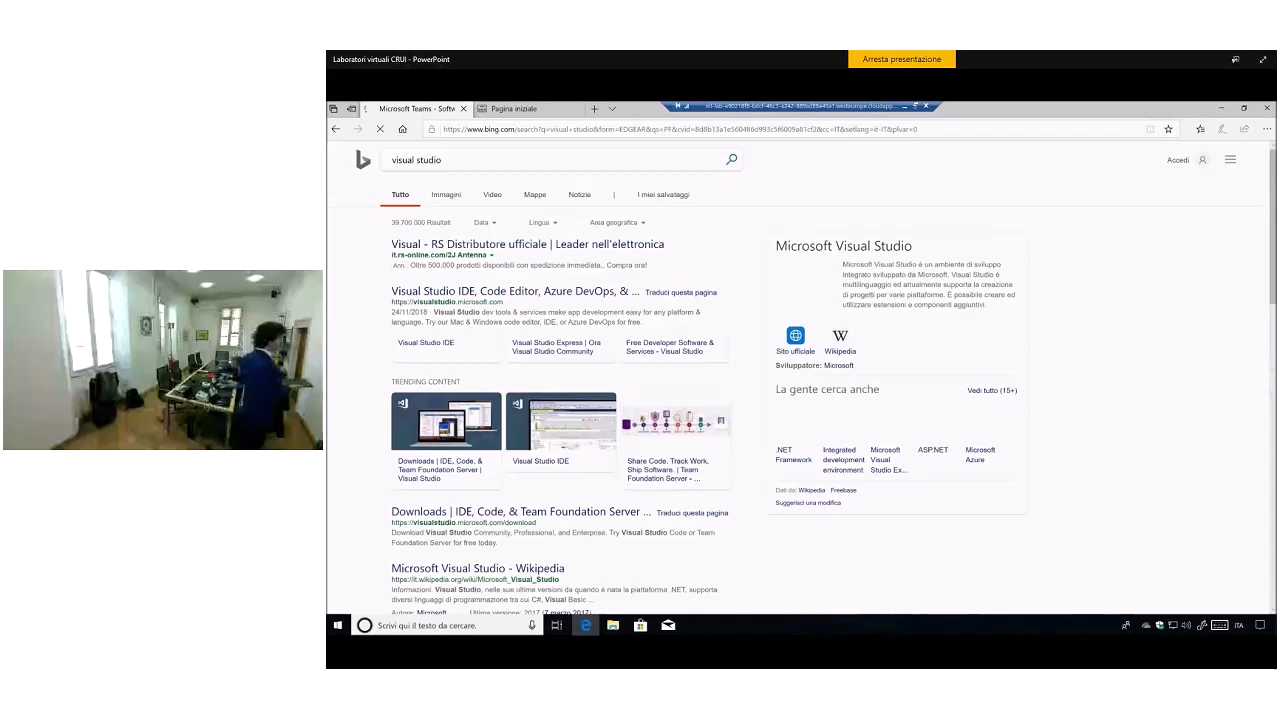 Laboratori virtuali CRUI - PowerPoint
Arresta presentazione
Microsoft Teams - Softw
Pagina iniziale
https://www.bing.com/search?q=visual+studio&form=EDGEAR&qs=PF&cvid=8d8b13a1e560486d993c5f6009a81cf2&cc=IT&setlang=it-IT&plvar=0
visual studio
Accedi
Tutto Immagini Video Mappe Notizie | I miei salvataggi
39.700.000 Risultati Data Lingua Area geografica
Visual - RS Distributore ufficiale | Leader nell'elettronica
it.rs-online.com/2J Antenna
Ann. Oltre 500.000 prodotti disponibili con spedizione immediata,. Compra ora!
Visual Studio IDE, Code Editor, Azure DevOps, & ... Traduci questa pagina
https://visualstudio.microsoft.com
24/11/2018 · Visual Studio dev tools & services make app development easy for any platform &
language. Try our Mac & Windows code editor, IDE, or Azure DevOps for free.
Visual Studio IDE
Visual Studio Express | Ora
Visual Studio Community
Free Developer Software &
Services - Visual Studio
TRENDING CONTENT
Downloads | IDE, Code, &
Team Foundation Server |
Visual Studio
Visual Studio IDE
Share Code, Track Work,
Ship Software. | Team
Foundation Server - ...
Downloads | IDE, Code, & Team Foundation Server ... Traduci questa pagina
https://visualstudio.microsoft.com/download
Download Visual Studio Community, Professional, and Enterprise. Try Visual Studio Code or Team
Foundation Server for free today.
Microsoft Visual Studio - Wikipedia
https://it.wikipedia.org/wiki/Microsoft_Visual_Studio
Informazioni. Visual Studio, nelle sue ultime versioni da quando è nata la piattaforma .NET, supporta
diversi linguaggi di programmazione tra cui C#, Visual Basic ...
Autore: Microsoft Ultima versione: 2017 (7 marzo 2017)
Microsoft Visual Studio
Microsoft Visual Studio è un ambiente di sviluppo
integrato sviluppato da Microsoft. Visual Studio è
multilinguaggio ed attualmente supporta la
creazione di progetti per varie piattaforme. È possibile creare ed
utilizzare estensioni e componenti aggiuntivi.
W
Sito ufficiale Wikipedia
Sviluppatore: Microsoft
La gente cerca anche
Vedi tutto (15+)
.NET
Framework
Integrated
development
environment
Microsoft
Visual
Studio Ex...
ASP.NET
Microsoft
Azure
Dati da: Wikipedia Freebase
Suggerisci una modifica
Scrivi qui il testo da cercare.
ITA